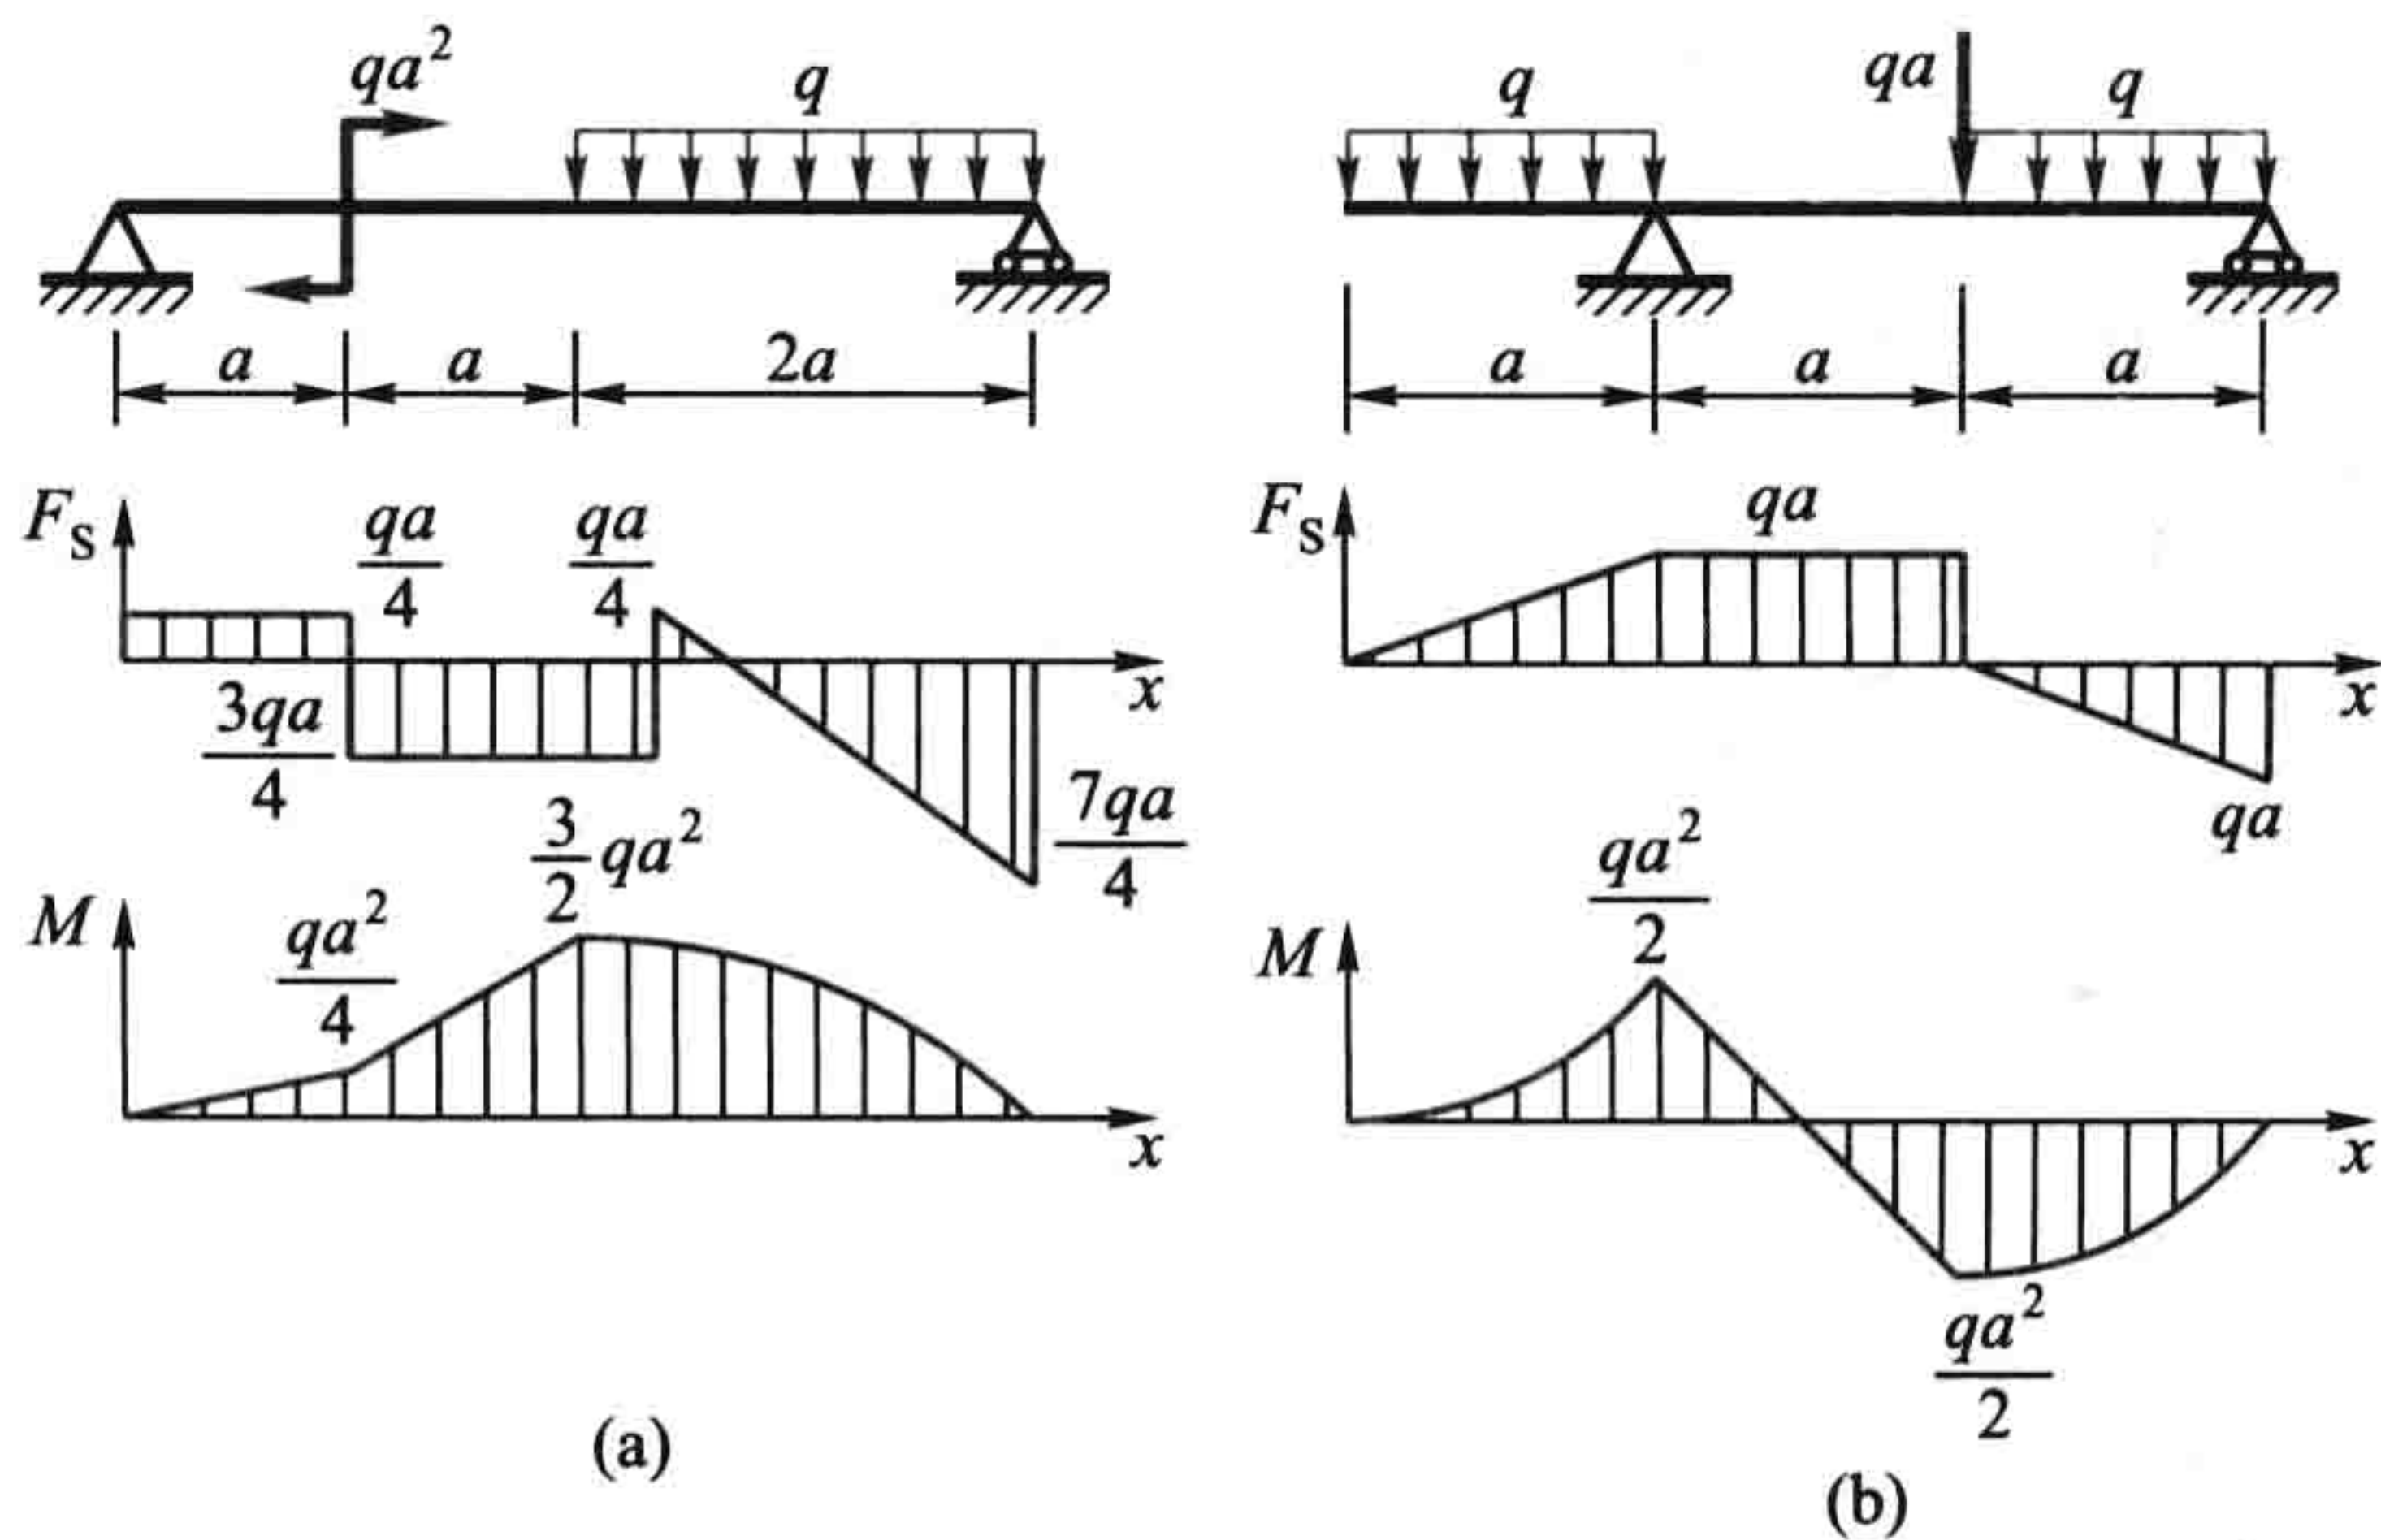 qa²
q
a
a
2a
F_S
qa/4
qa/4
3qa/4
7qa/4
x
M
qa²/4
3/2 qa²
x
(a)
q
qa
q
a
a
a
F_S
qa
qa
x
M
qa²/2
qa²/2
x
(b)